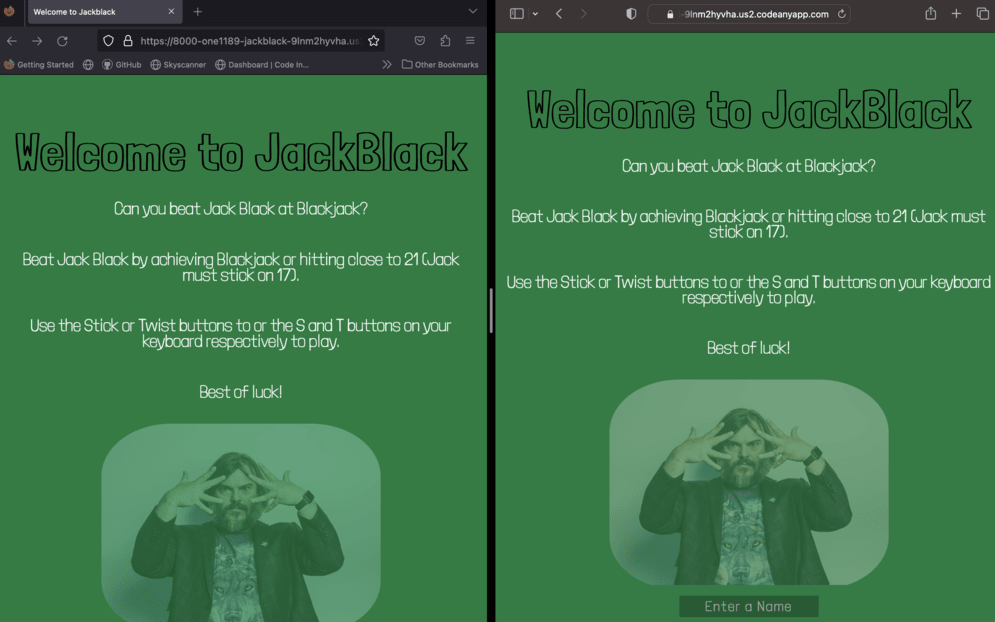 Welcome to Jackblack
https://8000-one1189-jackblack-9lnm2hyvha.us
Getting Started
GitHub
Skyscanner
Dashboard | Code In...
Other Bookmarks
Welcome to JackBlack
Can you beat Jack Black at Blackjack?
Beat Jack Black by achieving Blackjack or hitting close to 21 (Jack
must stick on 17).
Use the Stick or Twist buttons to or the S and T buttons on your
keyboard respectively to play.
Best of luck!
-9lnm2hyvha.us2.codeanyapp.com
Welcome to JackBlack
Can you beat Jack Black at Blackjack?
Beat Jack Black by achieving Blackjack or hitting close to 21 (Jack must
stick on 17).
Use the Stick or Twist buttons to or the S and T buttons on your keyboard
respectively to play.
Best of luck!
Enter a Name